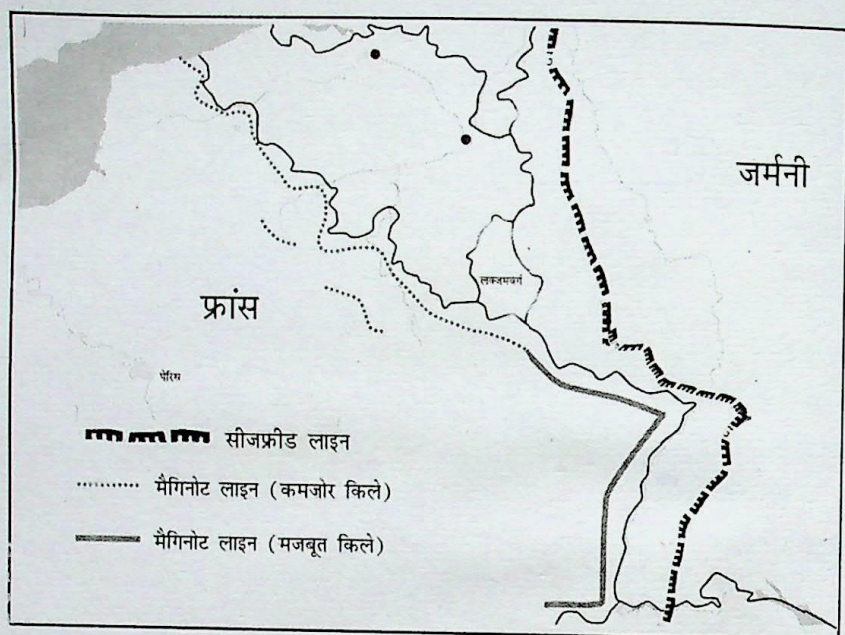 जर्मनी
लक्जमबर्ग
फ्रांस
पेरिस
सीजफ्रीड लाइन
मैगिनोट लाइन (कमजोर किले)
मैगिनोट लाइन (मजबूत किले)